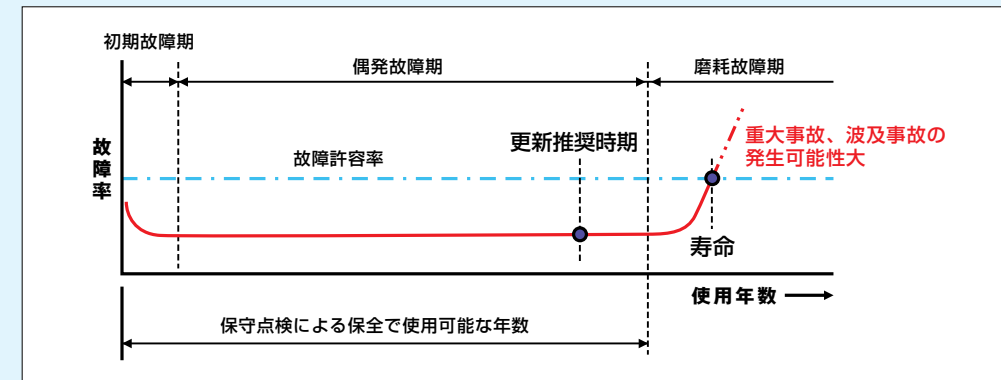 初期故障期
偶発故障期
磨耗故障期
故障率
故障許容率
更新推奨時期
重大事故、波及事故の
発生可能性大
寿命
使用年数
保守点検による保全で使用可能な年数